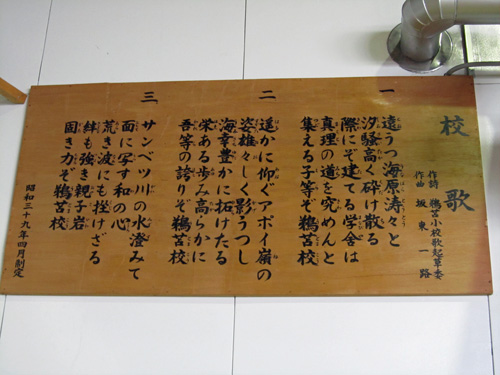 校歌
作詩 鵜苫小校歌起草委
作曲 坂東一路
一
遠うつ海原涛々と
汐騒高く砕け散る
際にぞ建てる学舎は
真理の道を究めんと
集える子等ぞ鵜苫校
二
遥かに仰ぐアポイ嶺の
姿雄々しく影うつし
海幸豊かに拓けたる
栄ある歩み高らかに
吾等の誇りぞ鵜苫校
三
サンベツ川の水澄みて
面に写す和の心
荒き波にも挫けざる
絆も強き親子岩
固き力ぞ鵜苫校
昭和三十九年四月制定